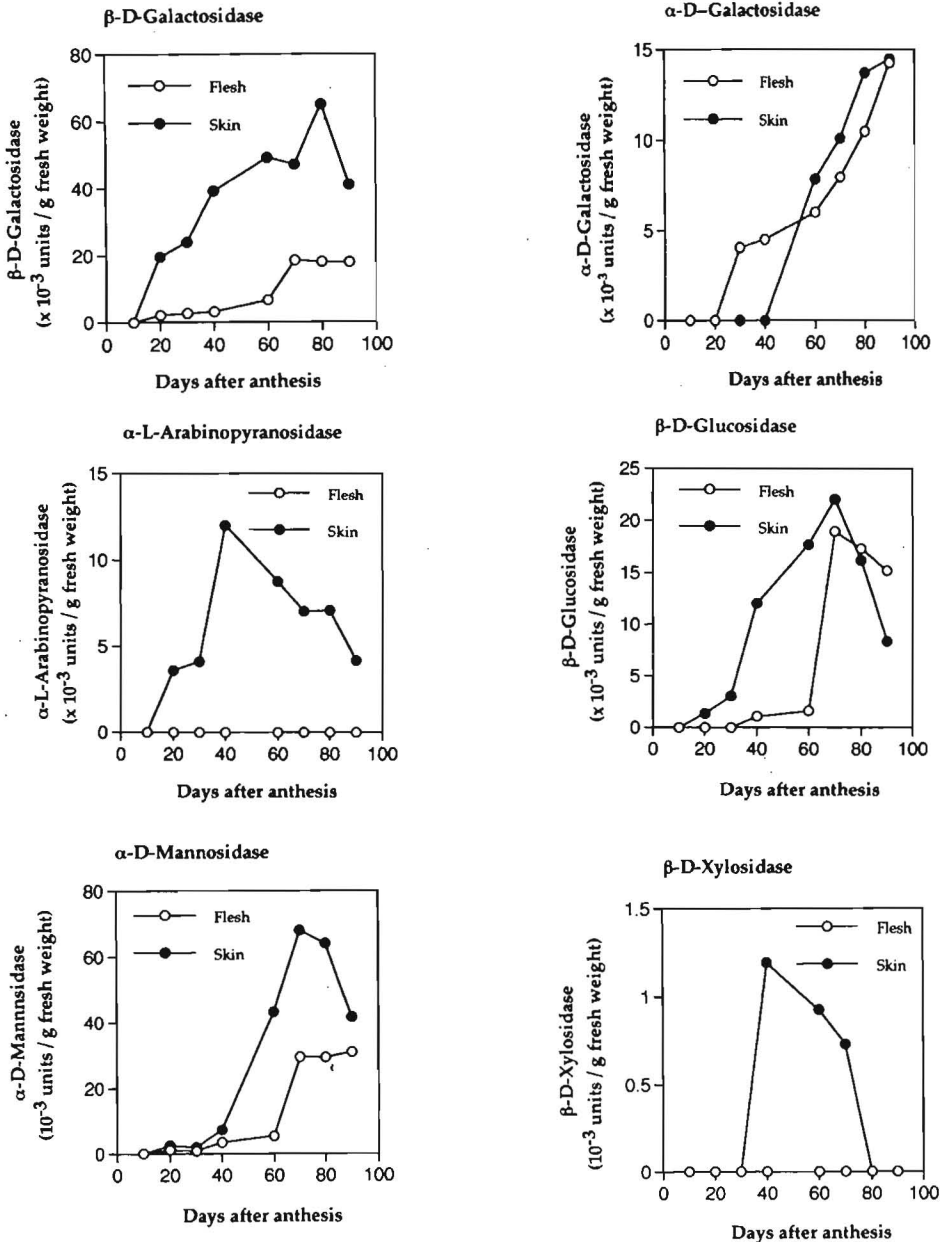 β-D-Galactosidase
β-D-Galactosidase
(x 10⁻³ units / g fresh weight)
80
60
40
20
0
Flesh
Skin
0 20 40 60 80 100
Days after anthesis
α-D–Galactosidase
α-D-Galactosidase
(x 10⁻³ units / g fresh weight)
15
10
5
0
Flesh
Skin
0 20 40 60 80 100
Days after anthesis
α-L-Arabinopyranosidase
α-L-Arabinopyranosidase
(x 10⁻³ units / g fresh weight)
15
10
5
0
Flesh
Skin
0 20 40 60 80 100
Days after anthesis
β-D-Glucosidase
β-D-Glucosidase
(x 10⁻³ units / g fresh weight)
25
20
15
10
5
0
Flesh
Skin
0 20 40 60 80 100
Days after anthesis
α-D-Mannosidase
α-D-Mannnsidase
(10⁻³ units / g fresh weight)
80
60
40
20
0
Flesh
Skin
0 20 40 60 80 100
Days after anthesis
β-D-Xylosidase
β-D-Xylosidase
(10⁻³ units / g fresh weight)
1.5
1
0.5
0
Flesh
Skin
0 20 40 60 80 100
Days after anthesis